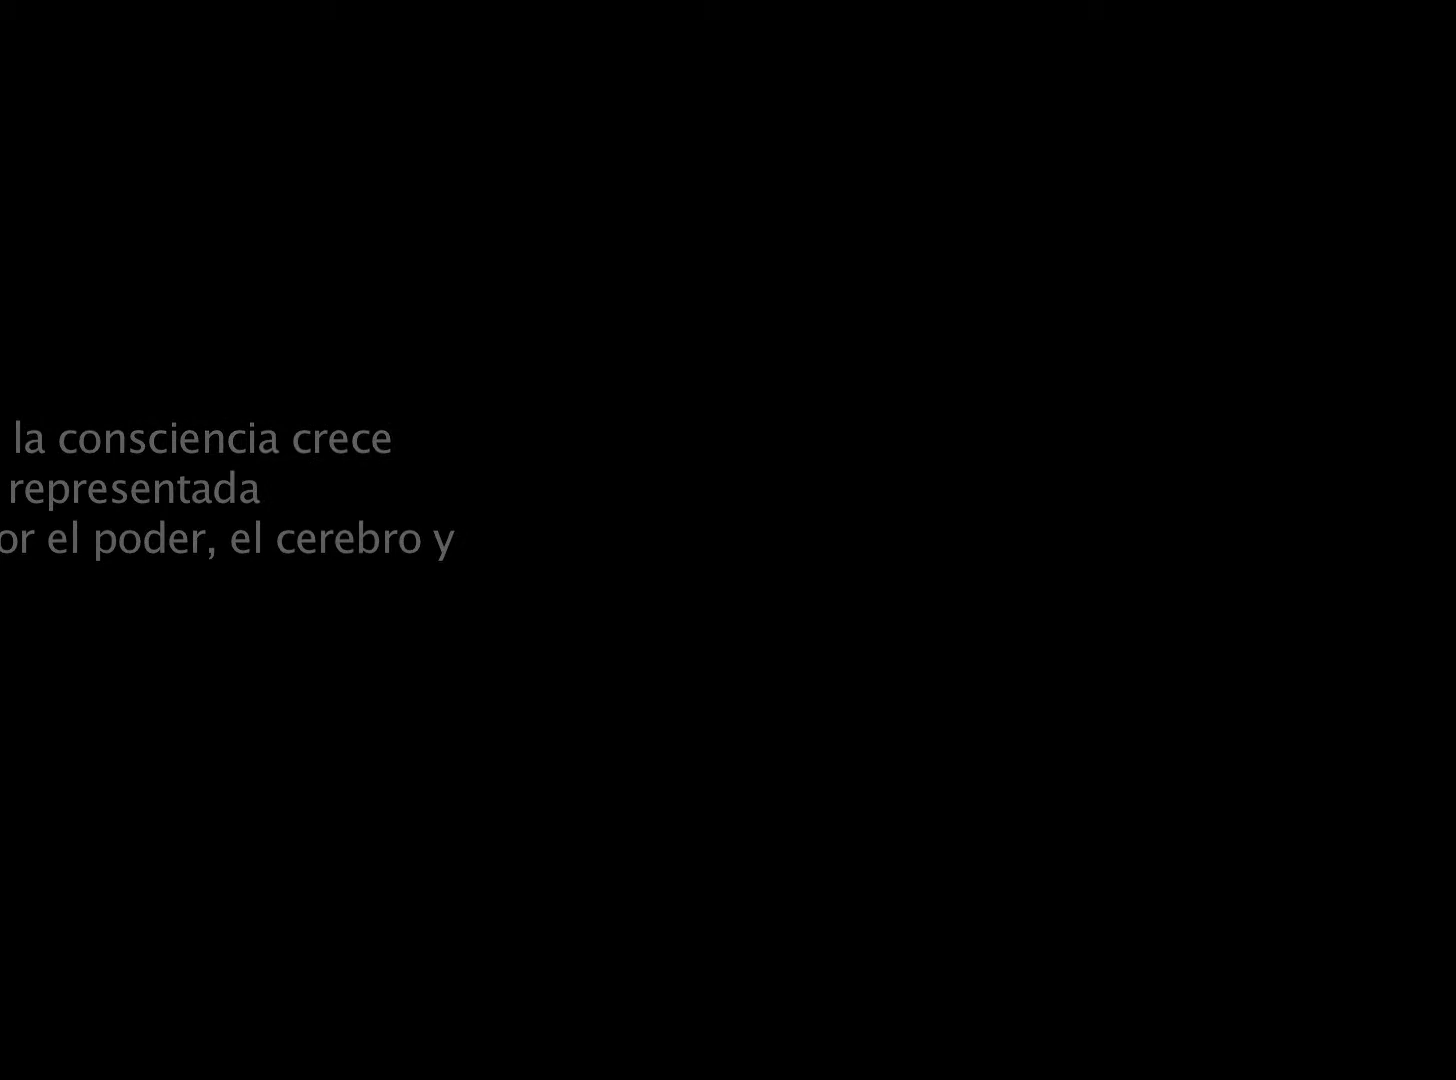 la consciencia crece
representada
or el poder, el cerebro y